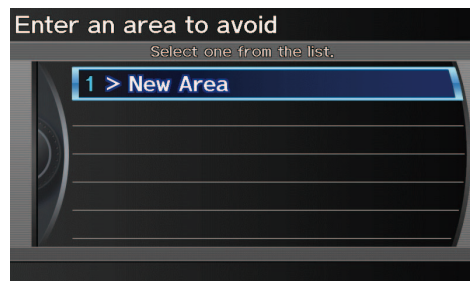 Enter an area to avoid
Select one from the list.
1 > New Area